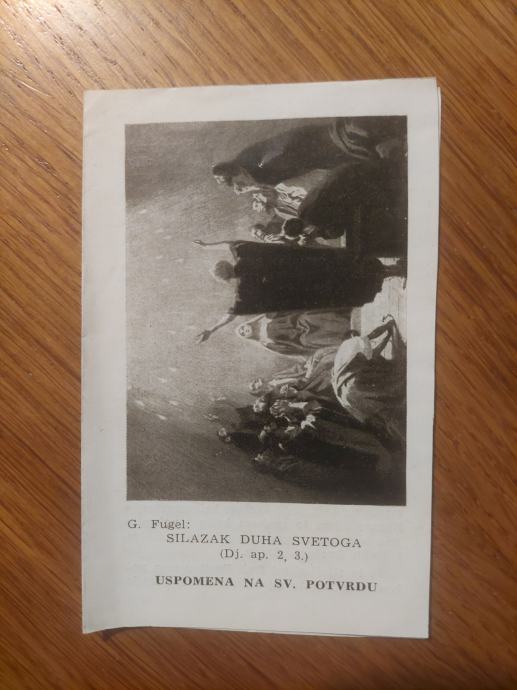 G. Fugel:
SILAZAK DUHA SVETOGA
(Dj. ap. 2, 3.)
USPOMENA NA SV. POTVRDU